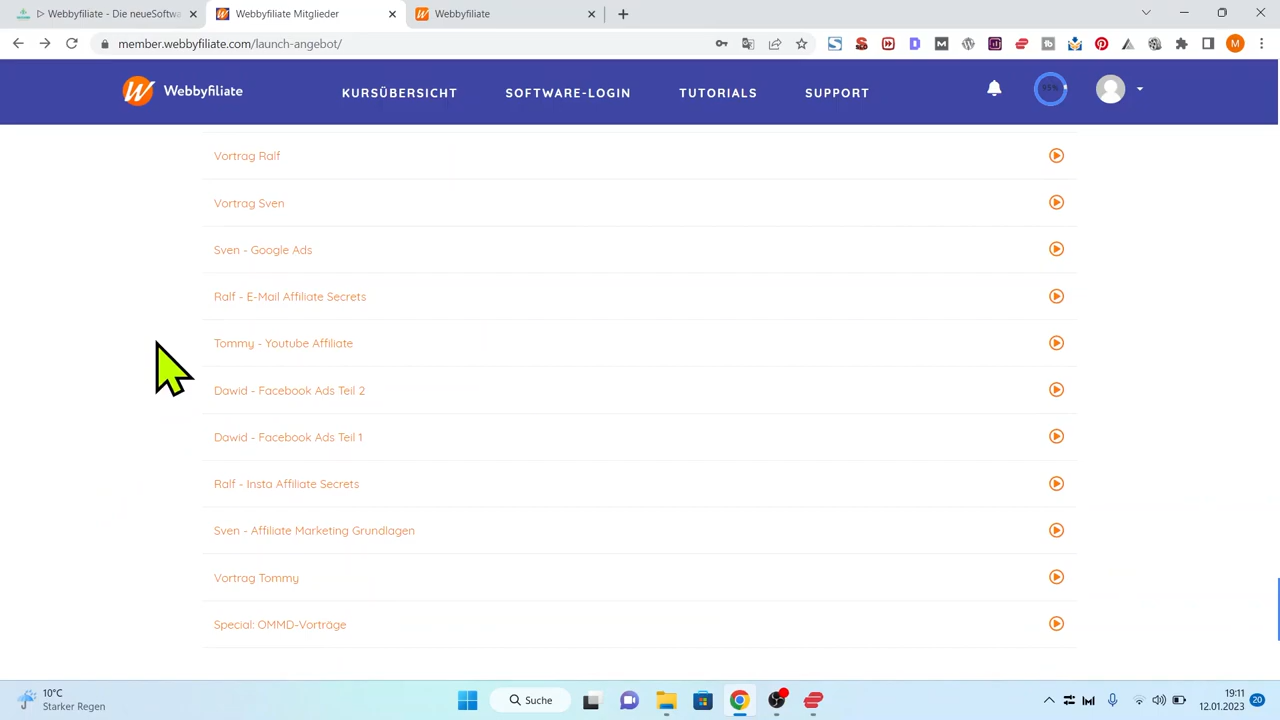 ▷ Webbyfiliate - Die neueSoftwa
Webbyfiliate Mitglieder
Webbyfiliate
member.webbyfiliate.com/launch-angebot/
M
Webbyfiliate
KURSÜBERSICHT
SOFTWARE-LOGIN
TUTORIALS
SUPPORT
Vortrag Ralf
Vortrag Sven
Sven - Google Ads
Ralf - E-Mail Affiliate Secrets
Tommy - Youtube Affiliate
Dawid - Facebook Ads Teil 2
Dawid - Facebook Ads Teil 1
Ralf - Insta Affiliate Secrets
Sven - Affiliate Marketing Grundlagen
Vortrag Tommy
Special: OMMD-Vorträge
10°C
Starker Regen
Suche
19:11
12.01.2023
20